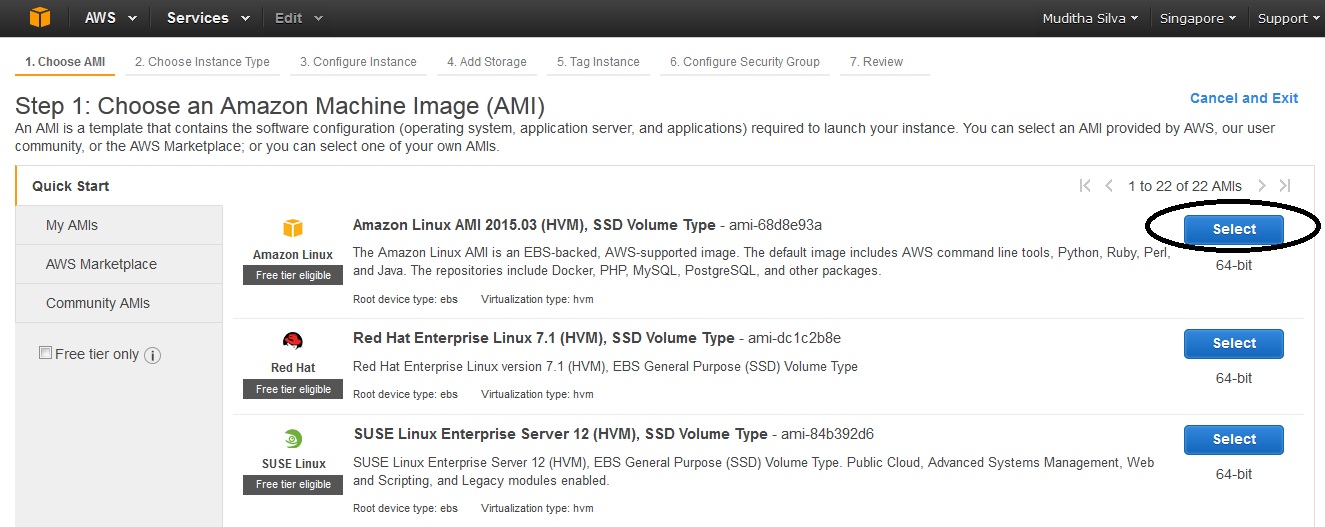 AWS Services Edit Muditha Silva Singapore Support
1. Choose AMI 2. Choose Instance Type 3. Configure Instance 4. Add Storage 5. Tag Instance 6. Configure Security Group 7. Review
Step 1: Choose an Amazon Machine Image (AMI)
Cancel and Exit
An AMI is a template that contains the software configuration (operating system, application server, and applications) required to launch your instance. You can select an AMI provided by AWS, our user
community, or the AWS Marketplace; or you can select one of your own AMIs.
Quick Start
My AMIs
AWS Marketplace
Community AMIs
Free tier only i
1 to 22 of 22 AMIs
Amazon Linux
Free tier eligible
Amazon Linux AMI 2015.03 (HVM), SSD Volume Type - ami-68d8e93a
The Amazon Linux AMI is an EBS-backed, AWS-supported image. The default image includes AWS command line tools, Python, Ruby, Perl,
and Java. The repositories include Docker, PHP, MySQL, PostgreSQL, and other packages.
Root device type: ebs Virtualization type: hvm
Select
64-bit
Red Hat
Free tier eligible
Red Hat Enterprise Linux 7.1 (HVM), SSD Volume Type - ami-dc1c2b8e
Red Hat Enterprise Linux version 7.1 (HVM), EBS General Purpose (SSD) Volume Type
Root device type: ebs Virtualization type: hvm
Select
64-bit
SUSE Linux
Free tier eligible
SUSE Linux Enterprise Server 12 (HVM), SSD Volume Type - ami-84b392d6
SUSE Linux Enterprise Server 12 (HVM), EBS General Purpose (SSD) Volume Type. Public Cloud, Advanced Systems Management, Web
and Scripting, and Legacy modules enabled.
Root device type: ebs Virtualization type: hvm
Select
64-bit